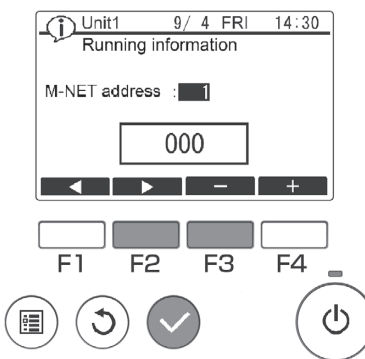 Unit1 9/ 4 FRI 14:30
Running information
M-NET address : 1
000
◀ ▶ − +
F1 F2 F3 F4